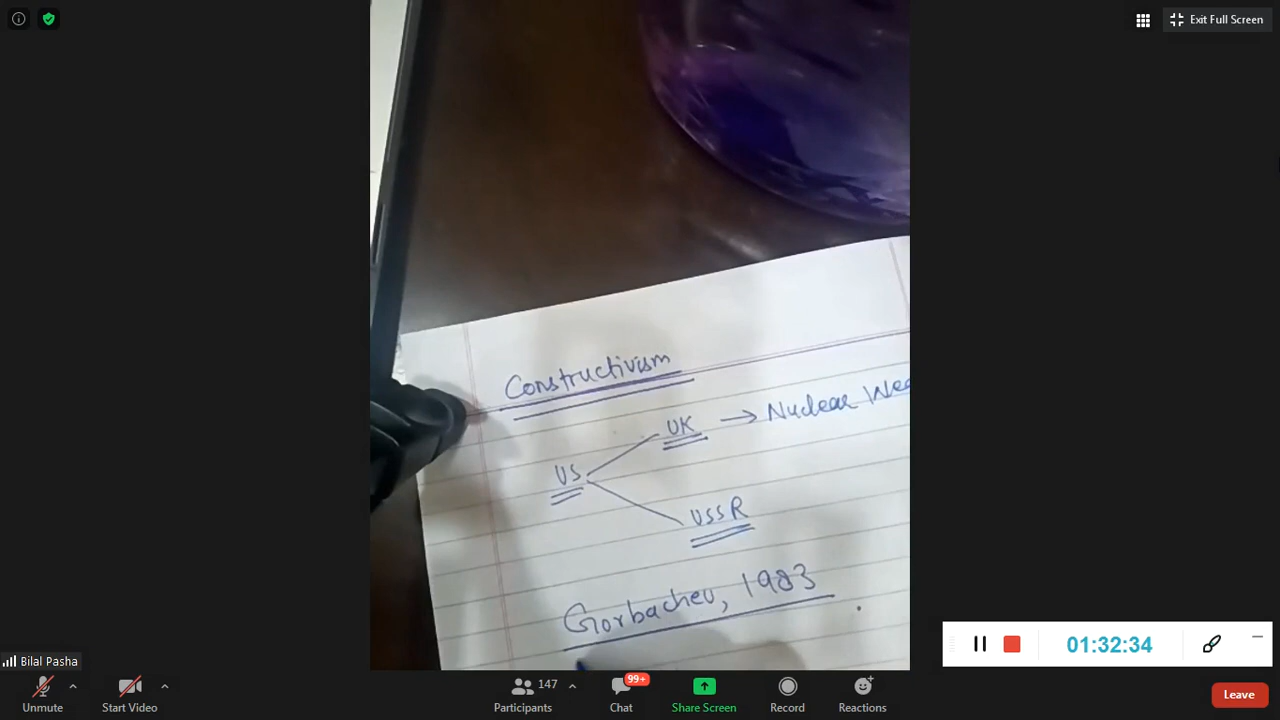 Exit Full Screen
Constructivism
UK → Nuclear
US
USSR
Gorbachev, 1983
01:32:34
Bilal Pasha
Unmute
Start Video
147
Participants
99+
Chat
Share Screen
Record
Reactions
Leave